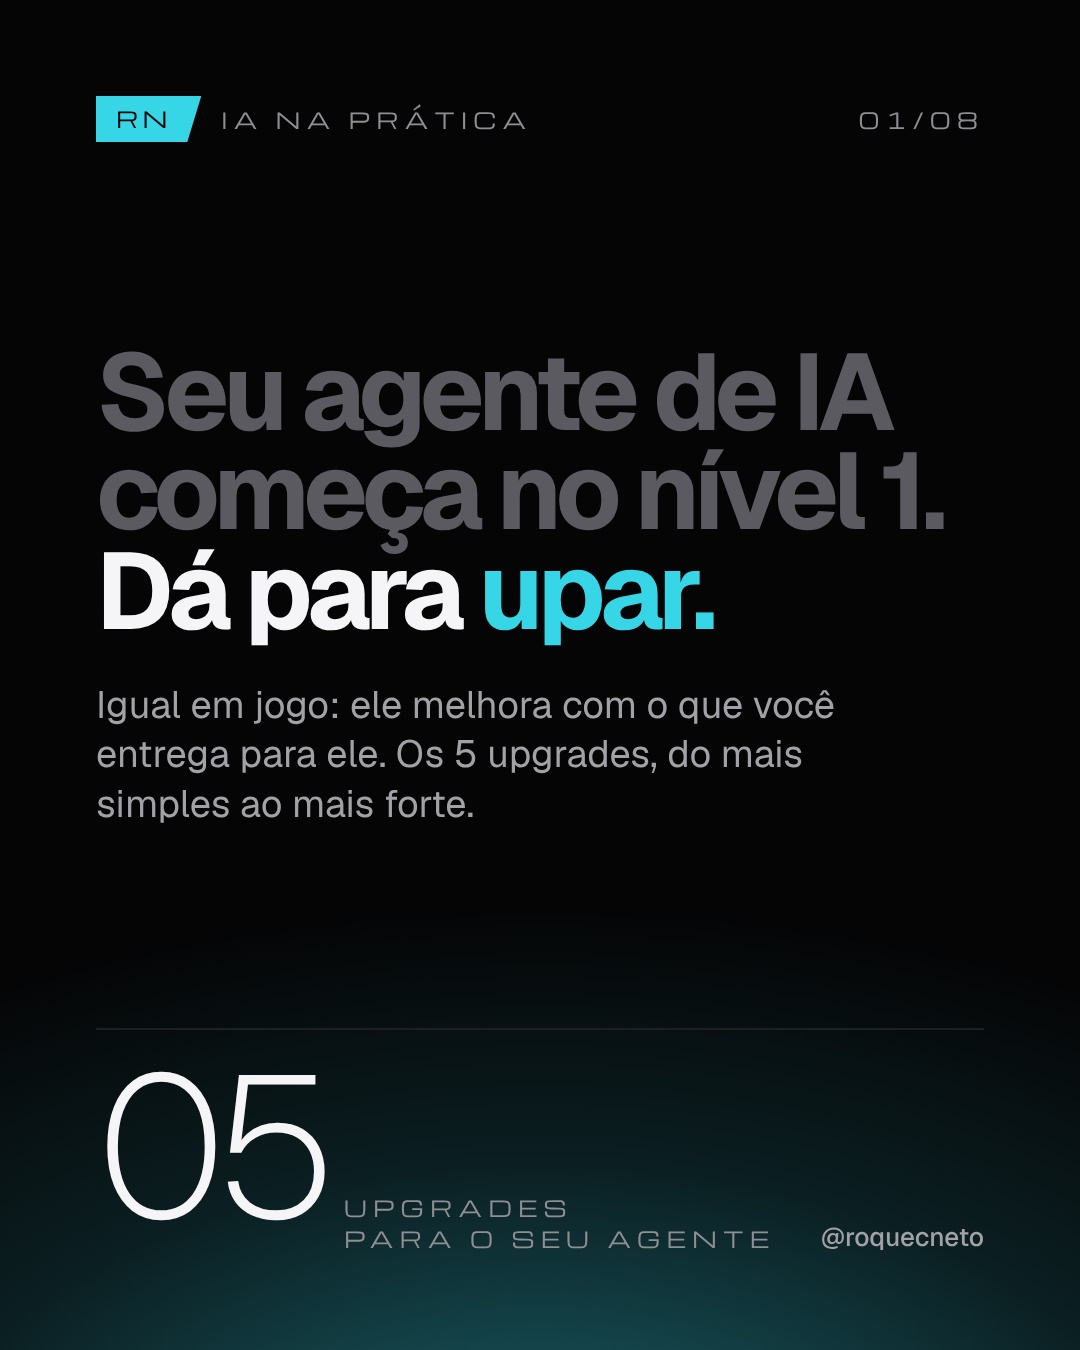 RN IA NA PRÁTICA 01/08
Seu agente de IA
começa no nível 1.
Dá para upar.
Igual em jogo: ele melhora com o que você
entrega para ele. Os 5 upgrades, do mais
simples ao mais forte.
05
UPGRADES
PARA O SEU AGENTE
@roquecneto